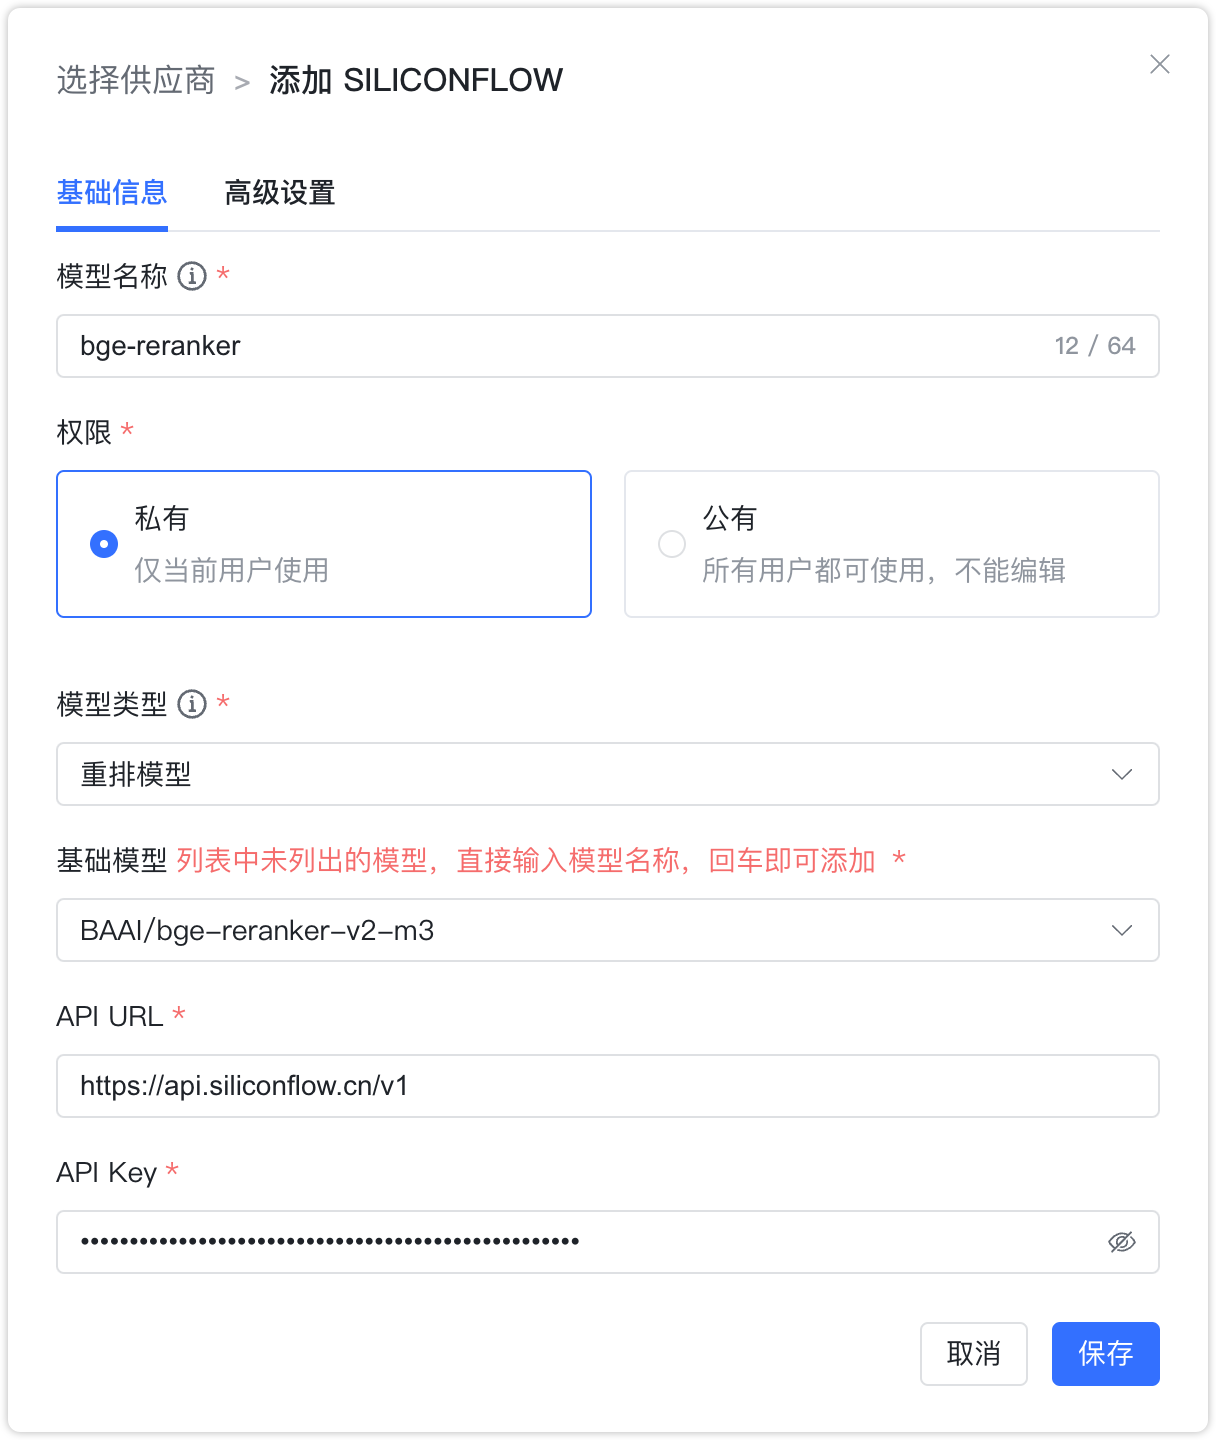 选择供应商 > 添加 SILICONFLOW
基础信息 高级设置
模型名称 *
bge-reranker 12 / 64
权限 *
私有
仅当前用户使用
公有
所有用户都可使用，不能编辑
模型类型 *
重排模型
基础模型 列表中未列出的模型，直接输入模型名称，回车即可添加 *
BAAI/bge-reranker-v2-m3
API URL *
https://api.siliconflow.cn/v1
API Key *
取消 保存